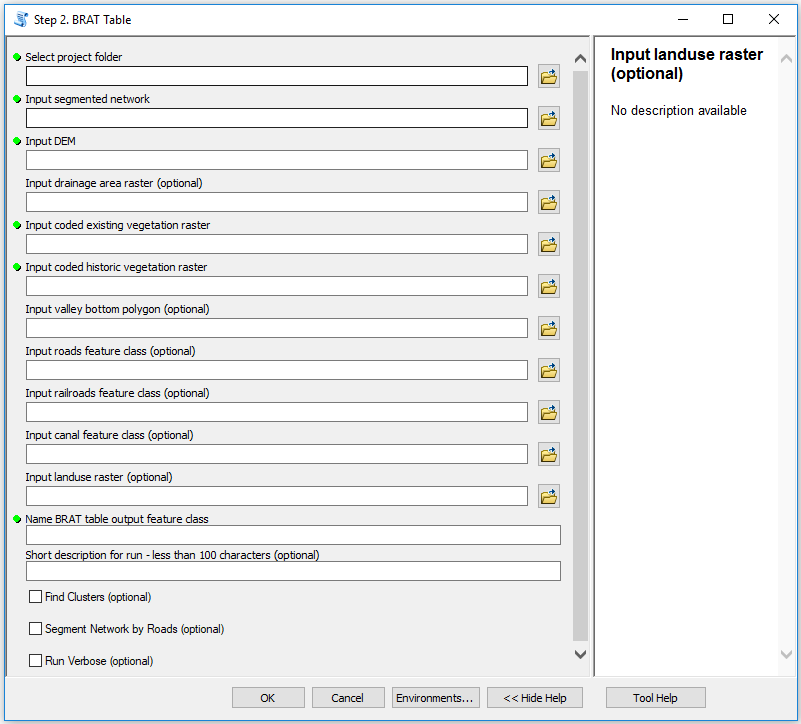 Step 2. BRAT Table
Select project folder
Input segmented network
Input DEM
Input drainage area raster (optional)
Input coded existing vegetation raster
Input coded historic vegetation raster
Input valley bottom polygon (optional)
Input roads feature class (optional)
Input railroads feature class (optional)
Input canal feature class (optional)
Input landuse raster (optional)
Name BRAT table output feature class
Short description for run - less than 100 characters (optional)
Find Clusters (optional)
Segment Network by Roads (optional)
Run Verbose (optional)
Input landuse raster
(optional)
No description available
OK
Cancel
Environments...
<< Hide Help
Tool Help